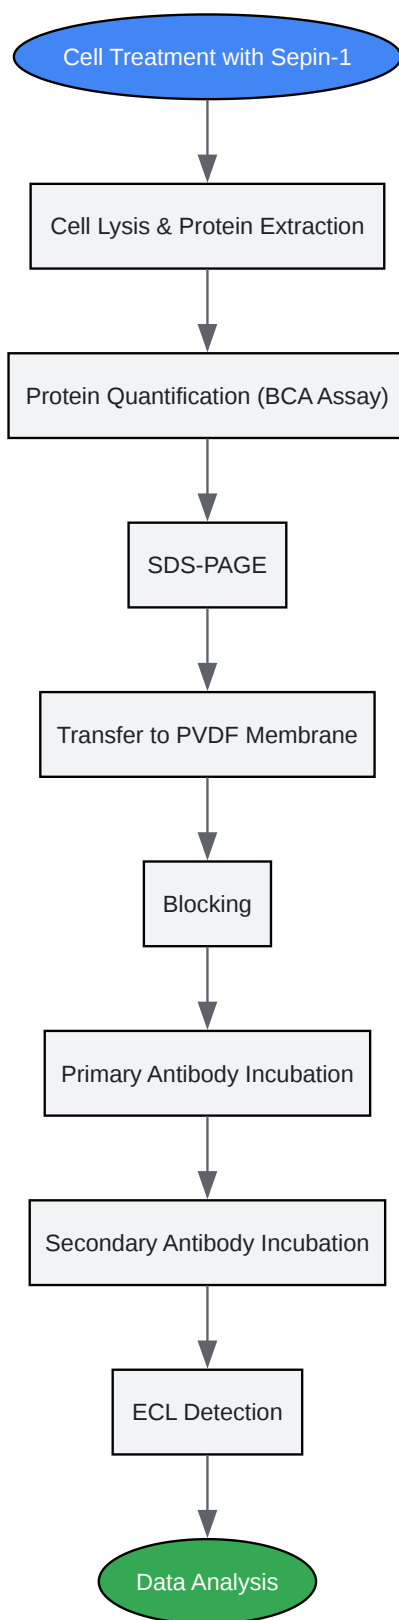 Cell Treatment with Sepin-1
Cell Lysis & Protein Extraction
Protein Quantification (BCA Assay)
SDS-PAGE
Transfer to PVDF Membrane
Blocking
Primary Antibody Incubation
Secondary Antibody Incubation
ECL Detection
Data Analysis